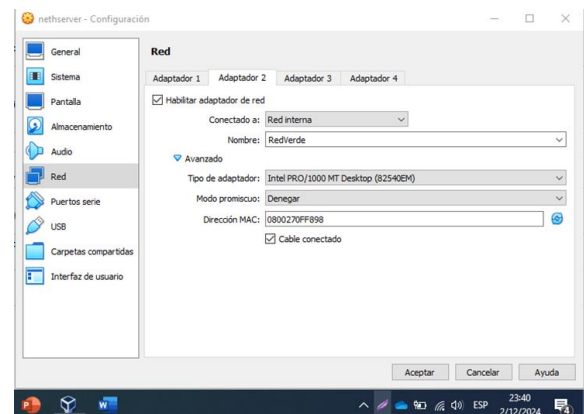 nethserver - Configuración
General
Sistema
Pantalla
Almacenamiento
Audio
Red
Puertos serie
USB
Carpetas compartidas
Interfaz de usuario
Red
Adaptador 1 Adaptador 2 Adaptador 3 Adaptador 4
Habilitar adaptador de red
Conectado a: Red interna
Nombre: RedVerde
Avanzado
Tipo de adaptador: Intel PRO/1000 MT Desktop (82540EM)
Modo promiscuo: Denegar
Dirección MAC: 0800270FF898
Cable conectado
Aceptar Cancelar Ayuda
ESP
23:40
2/12/2024